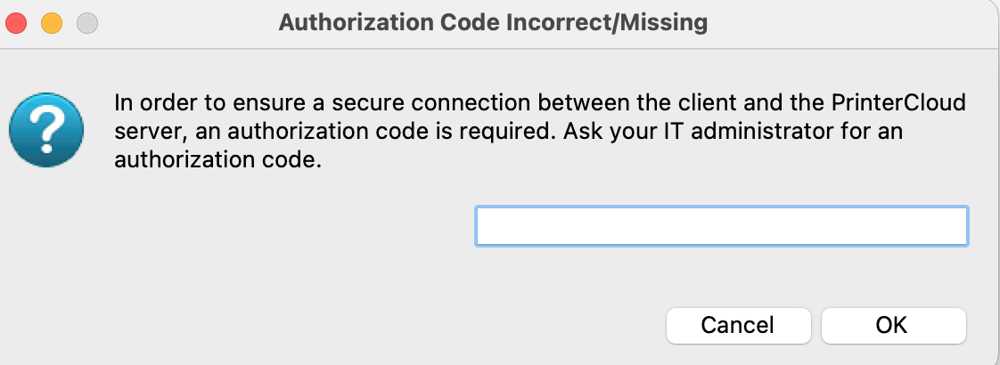 Authorization Code Incorrect/Missing
In order to ensure a secure connection between the client and the PrinterCloud
server, an authorization code is required. Ask your IT administrator for an
authorization code.
Cancel
OK